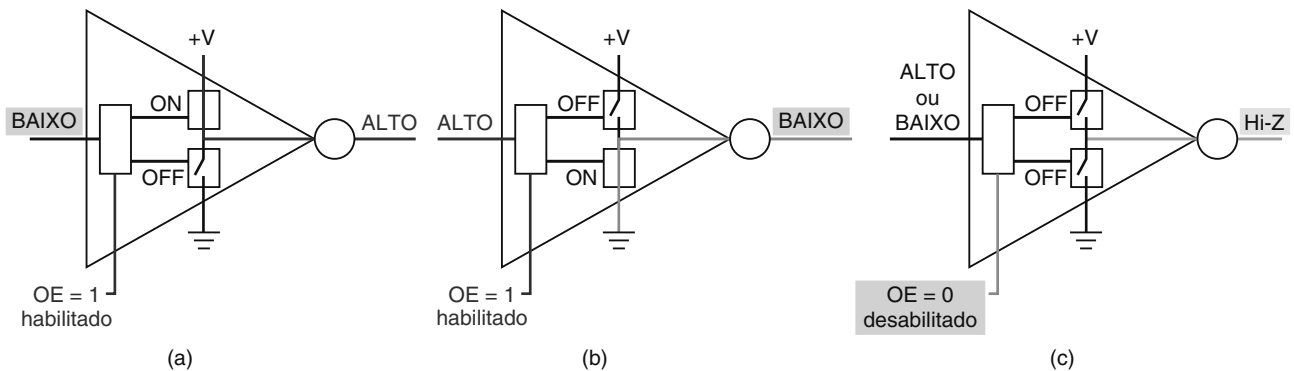 +V
ON
BAIXO
ALTO
OFF
OE = 1
habilitado
(a)
+V
OFF
ALTO
BAIXO
ON
OE = 1
habilitado
(b)
+V
ALTO
ou
BAIXO
OFF
Hi-Z
OFF
OE = 0
desabilitado
(c)